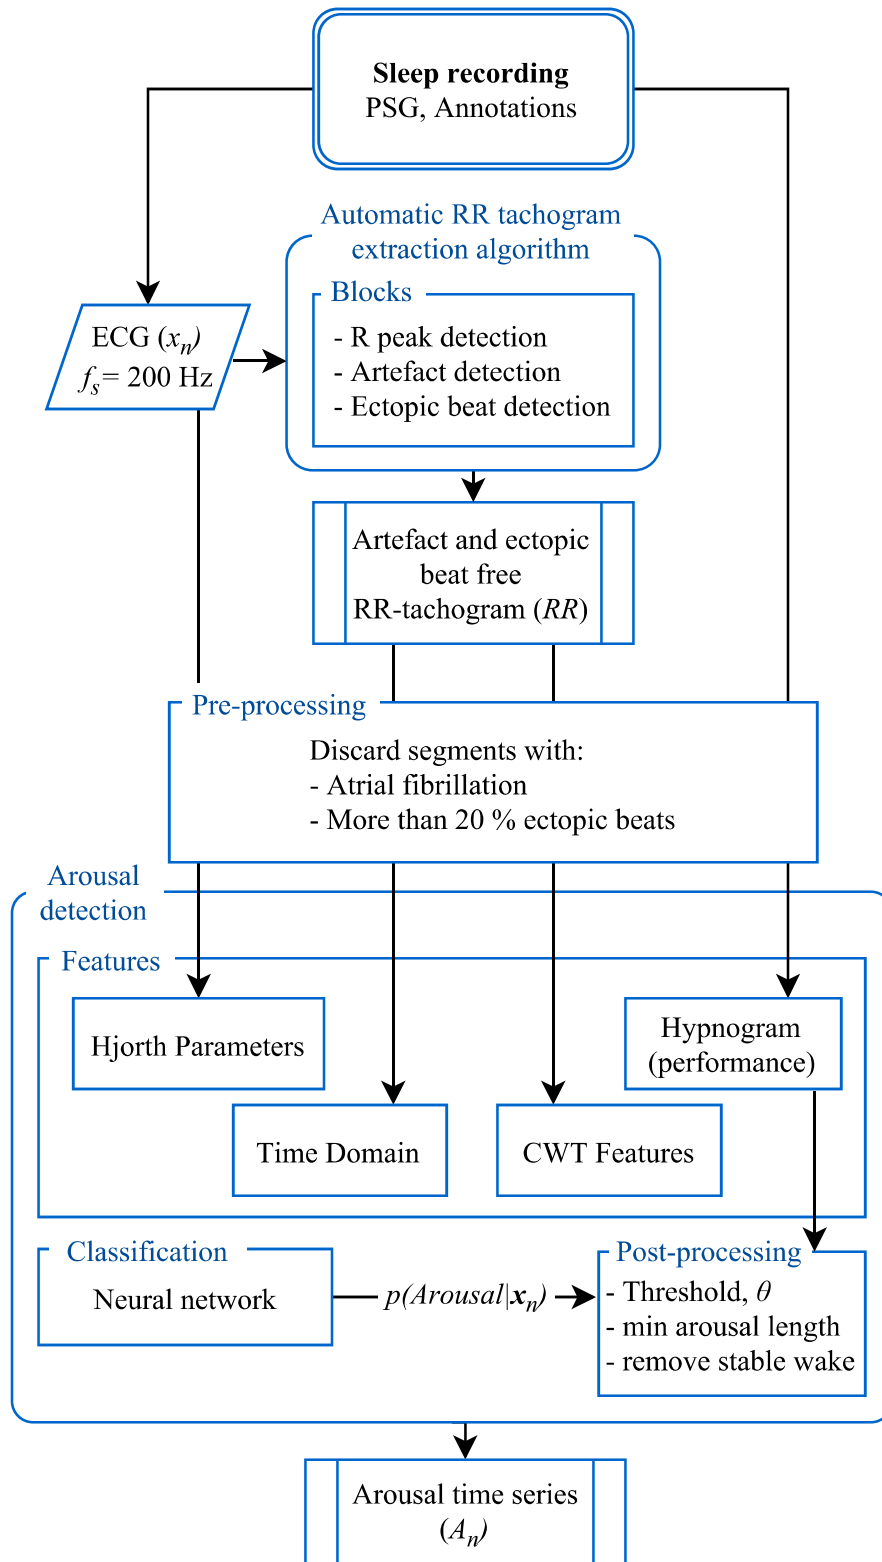 Sleep recording
PSG, Annotations
Automatic RR tachogram
extraction algorithm
Blocks
- R peak detection
- Artefact detection
- Ectopic beat detection
ECG (xₙ)
fₛ= 200 Hz
Artefact and ectopic
beat free
RR-tachogram (RR)
Pre-processing
Discard segments with:
- Atrial fibrillation
- More than 20 % ectopic beats
Arousal
detection
Features
Hjorth Parameters
Hypnogram
(performance)
Time Domain
CWT Features
Classification
Neural network
p(Arousal|xₙ)
Post-processing
- Threshold, θ
- min arousal length
- remove stable wake
Arousal time series
(Aₙ)